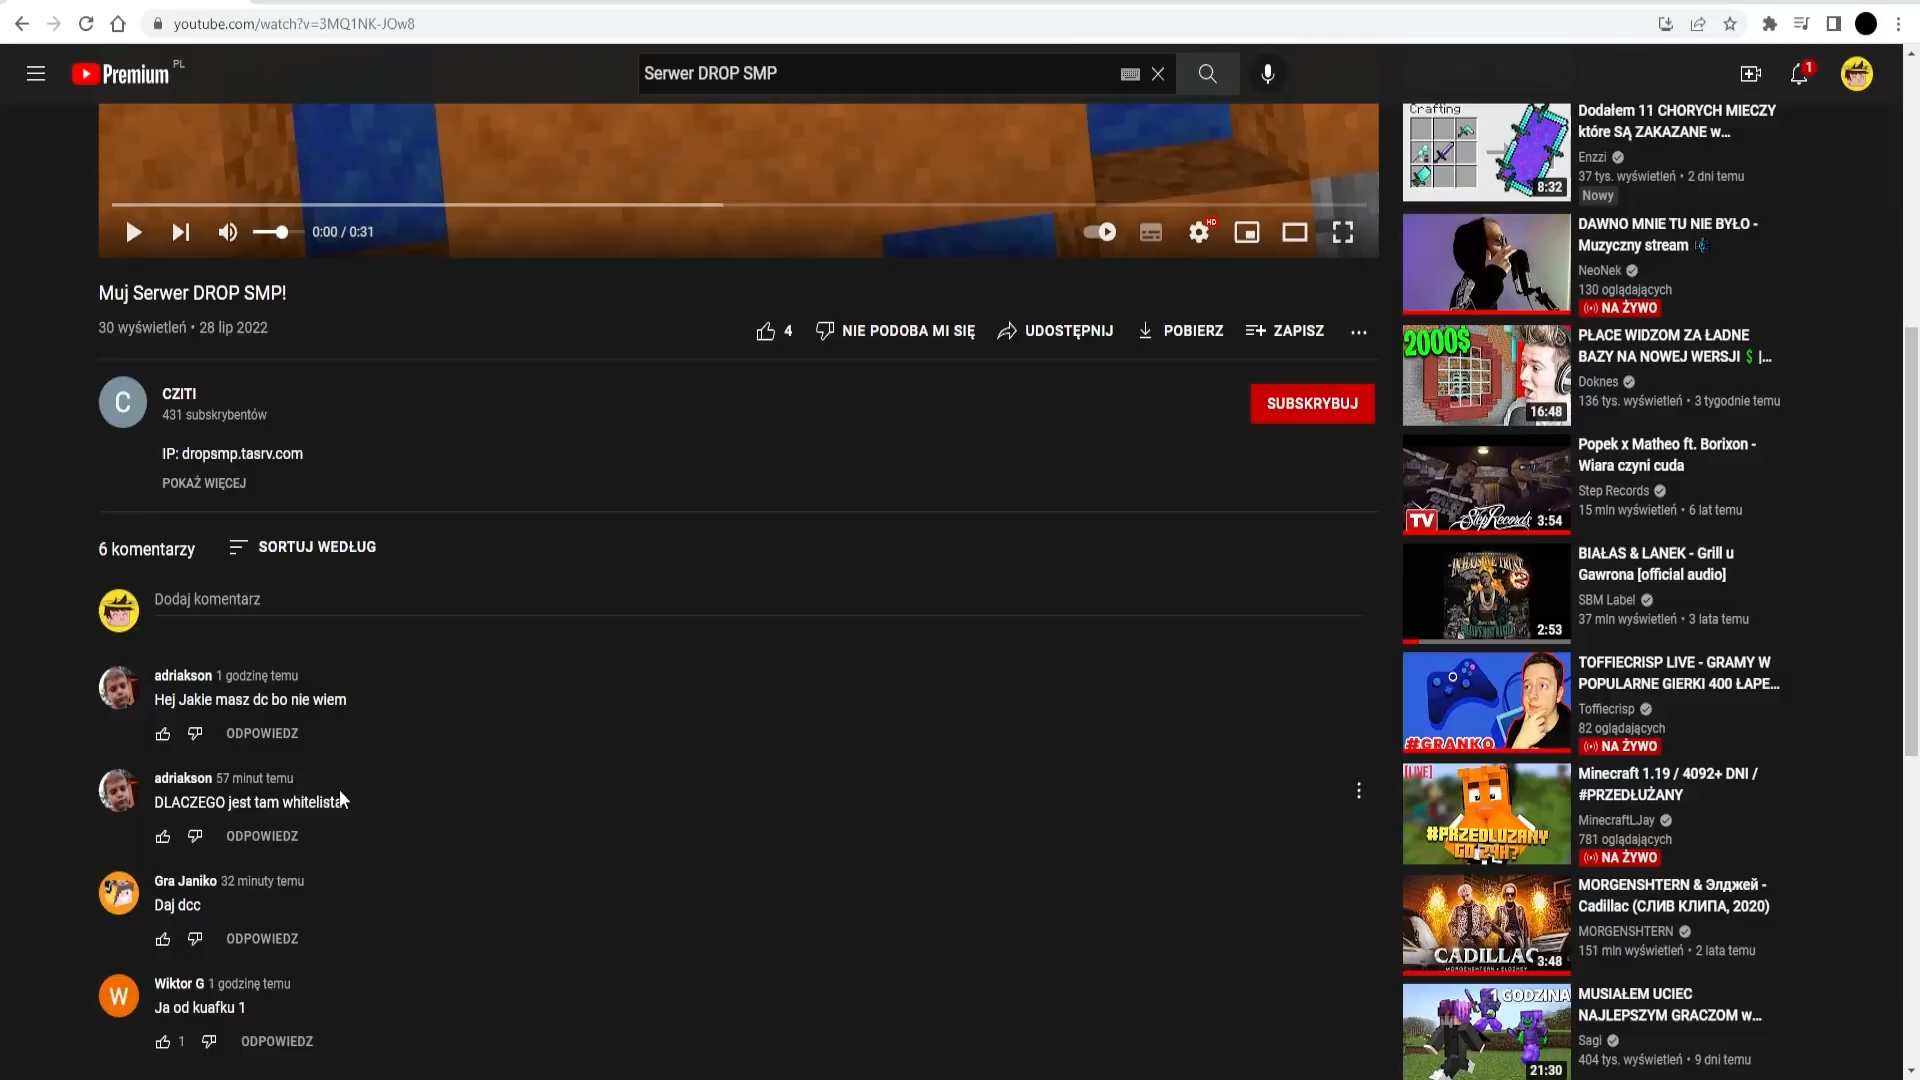 youtube.com/watch?v=3MQ1NK-JOw8
Premium PL
Serwer DROP SMP
1
0:00 / 0:31
HD
Muj Serwer DROP SMP!
30 wyświetleń • 28 lip 2022
4 NIE PODOBA MI SIĘ UDOSTĘPNIJ POBIERZ ZAPISZ
C
CZITI
431 subskrybentów
SUBSKRYBUJ
IP: dropsmp.tasrv.com
POKAŻ WIĘCEJ
6 komentarzy SORTUJ WEDŁUG
Dodaj komentarz
adriakson 1 godzinę temu
Hej Jakie masz dc bo nie wiem
ODPOWIEDZ
adriakson 57 minut temu
DLACZEGO jest tam whitelista
ODPOWIEDZ
Gra Janiko 32 minuty temu
Daj dcc
ODPOWIEDZ
W
Wiktor G 1 godzinę temu
Ja od kuafku 1
1 ODPOWIEDZ
Crafting
8:32
Dodałem 11 CHORYCH MIECZY
które SĄ ZAKAZANE w...
Enzzi
37 tys. wyświetleń • 2 dni temu
Nowy
DAWNO MNIE TU NIE BYŁO -
Muzyczny stream
NeoNek
130 oglądających
NA ŻYWO
2000$
16:48
PŁACE WIDZOM ZA ŁADNE
BAZY NA NOWEJ WERSJI $ |...
Doknes
136 tys. wyświetleń • 3 tygodnie temu
TV
Step Records
3:54
Popek x Matheo ft. Borixon -
Wiara czyni cuda
Step Records
15 mln wyświetleń • 6 lat temu
2:53
BIAŁAS & LANEK - Grill u
Gawrona [official audio]
SBM Label
37 mln wyświetleń • 3 lata temu
#GRANKO
TOFFIECRISP LIVE - GRAMY W
POPULARNE GIERKI 400 ŁAPE...
Toffiecrisp
82 oglądających
NA ŻYWO
[LIVE]
#PRZEDŁUŻANY
GO 24H?
Minecraft 1.19 / 4092+ DNI /
#PRZEDŁUŻANY
MinecraftLJay
781 oglądających
NA ŻYWO
CADILLAC
MORGENSHTERN & ELDZHEY
3:48
MORGENSHTERN & Элджей -
Cadillac (СЛИВ КЛИПА, 2020)
MORGENSHTERN
151 mln wyświetleń • 2 lata temu
1 GODZINA
21:30
MUSIAŁEM UCIEC
NAJLEPSZYM GRACZOM w...
Sagi
404 tys. wyświetleń • 9 dni temu